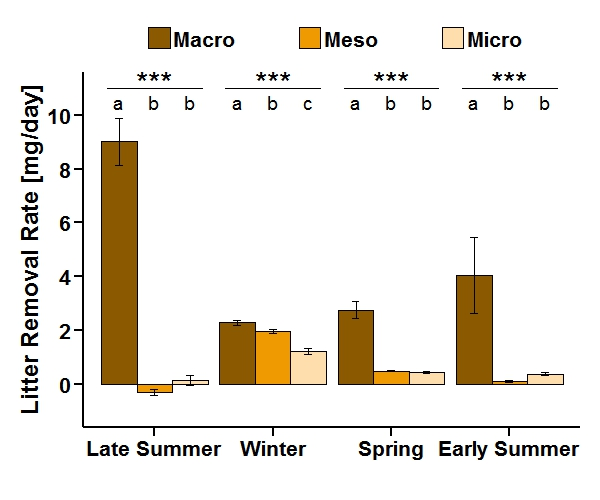 Macro Meso Micro
*** *** *** ***
a b b a b c a b b a b b
Litter Removal Rate [mg/day]
10
8
6
4
2
0
Late Summer Winter Spring Early Summer